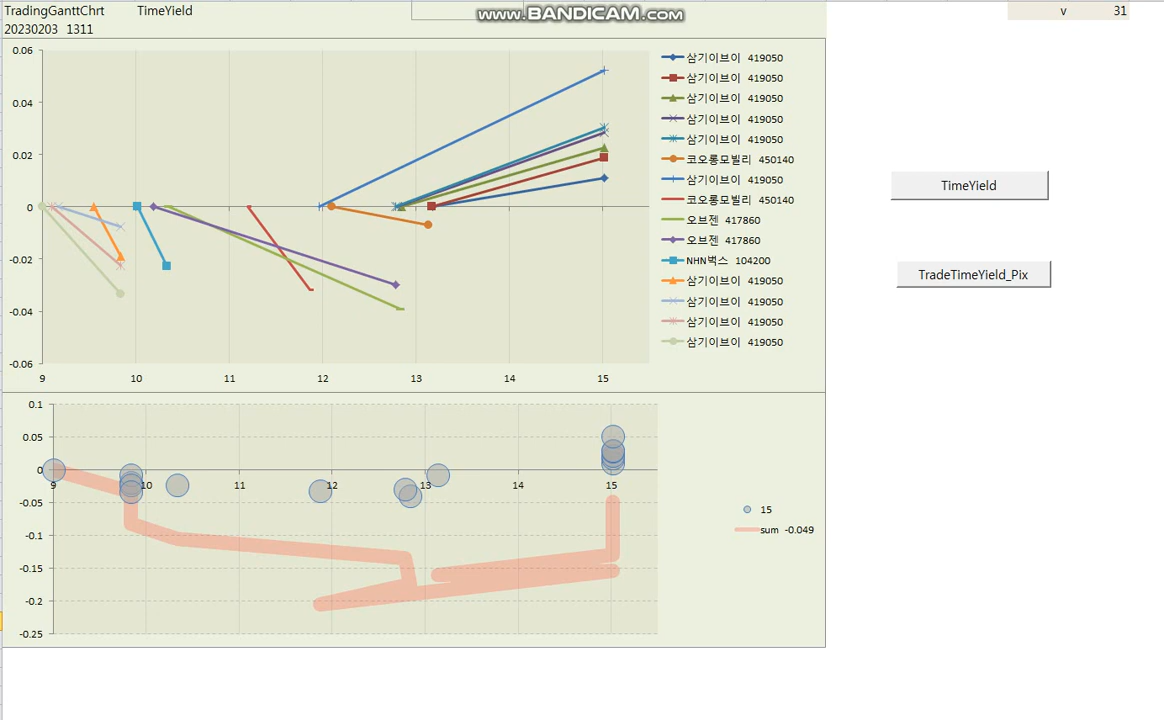 TradingGanttChrt TimeYield
www.BANDICAM.com
v 31
20230203 1311
0.06
0.04
0.02
0
-0.02
-0.04
-0.06
9 10 11 12 13 14 15
삼기이브이 419050
삼기이브이 419050
삼기이브이 419050
삼기이브이 419050
삼기이브이 419050
코오롱모빌리 450140
삼기이브이 419050
코오롱모빌리 450140
오브젠 417860
오브젠 417860
NHN벅스 104200
삼기이브이 419050
삼기이브이 419050
삼기이브이 419050
삼기이브이 419050
TimeYield
TradeTimeYield_Pix
0.1
0.05
0
-0.05
-0.1
-0.15
-0.2
-0.25
9 10 11 12 13 14 15
15
sum -0.049